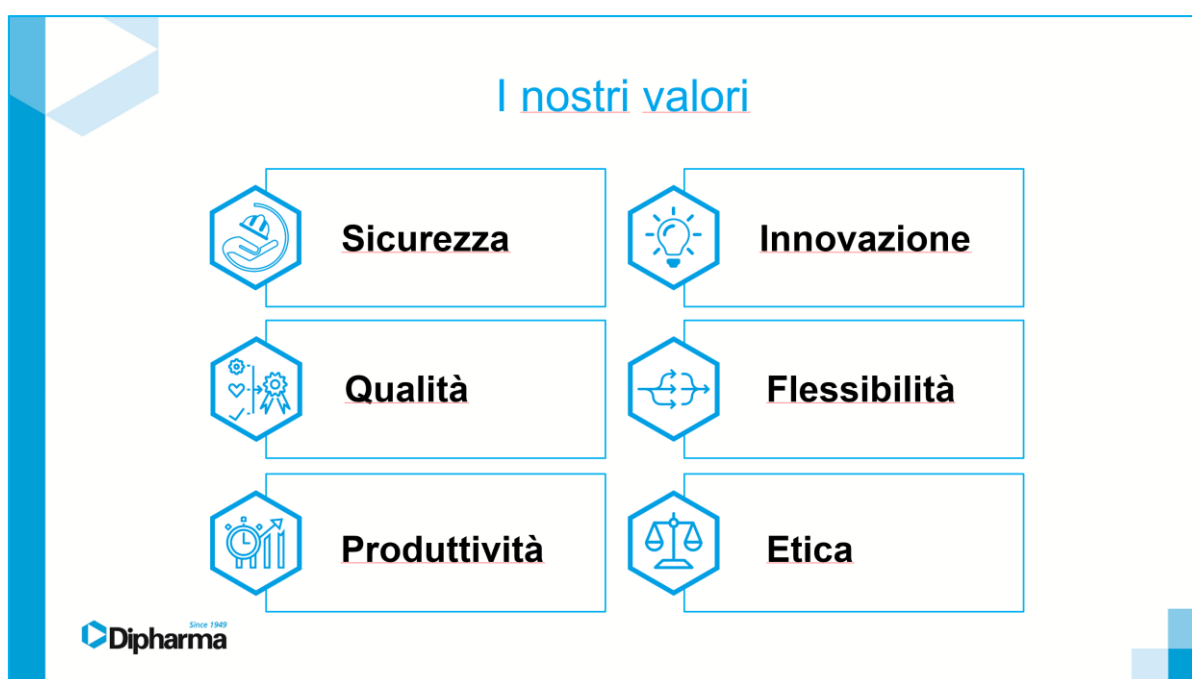 I nostri valori
Sicurezza
Innovazione
Qualità
Flessibilità
Produttività
Etica
Since 1949
Dipharma